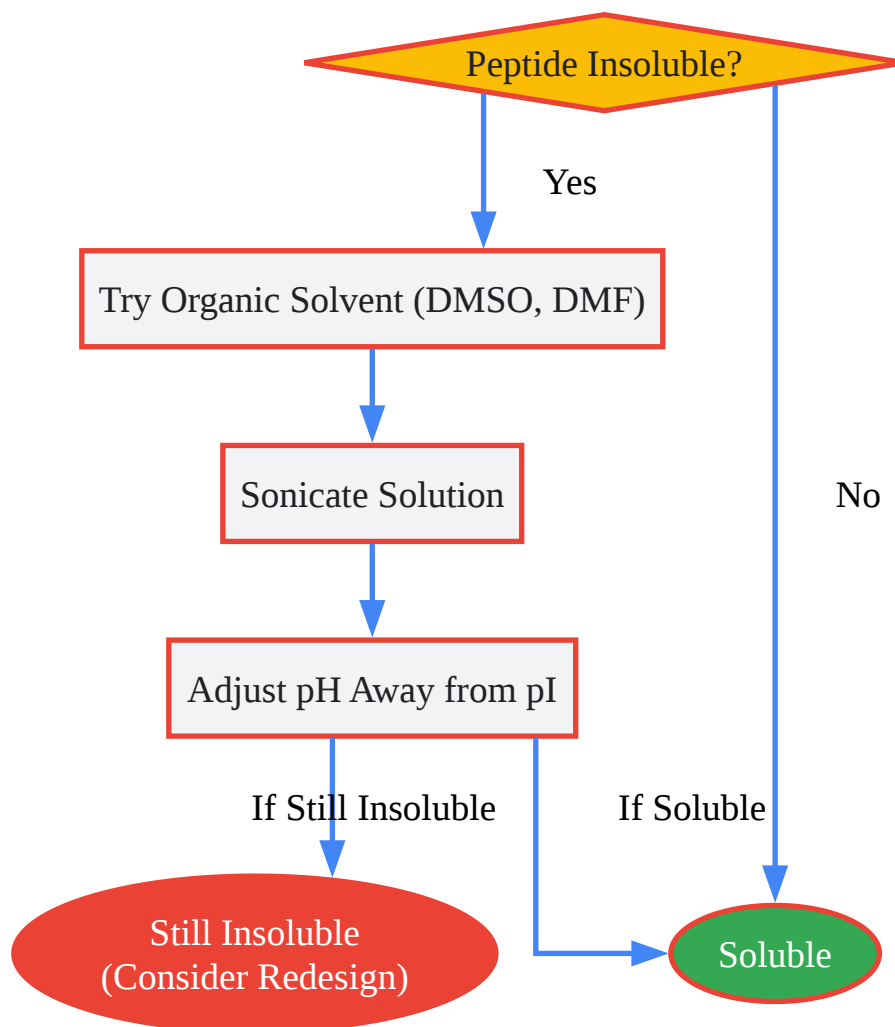 Peptide Insoluble?
Yes
Try Organic Solvent (DMSO, DMF)
Sonicate Solution
No
Adjust pH Away from pI
If Still Insoluble
If Soluble
Still Insoluble
(Consider Redesign)
Soluble